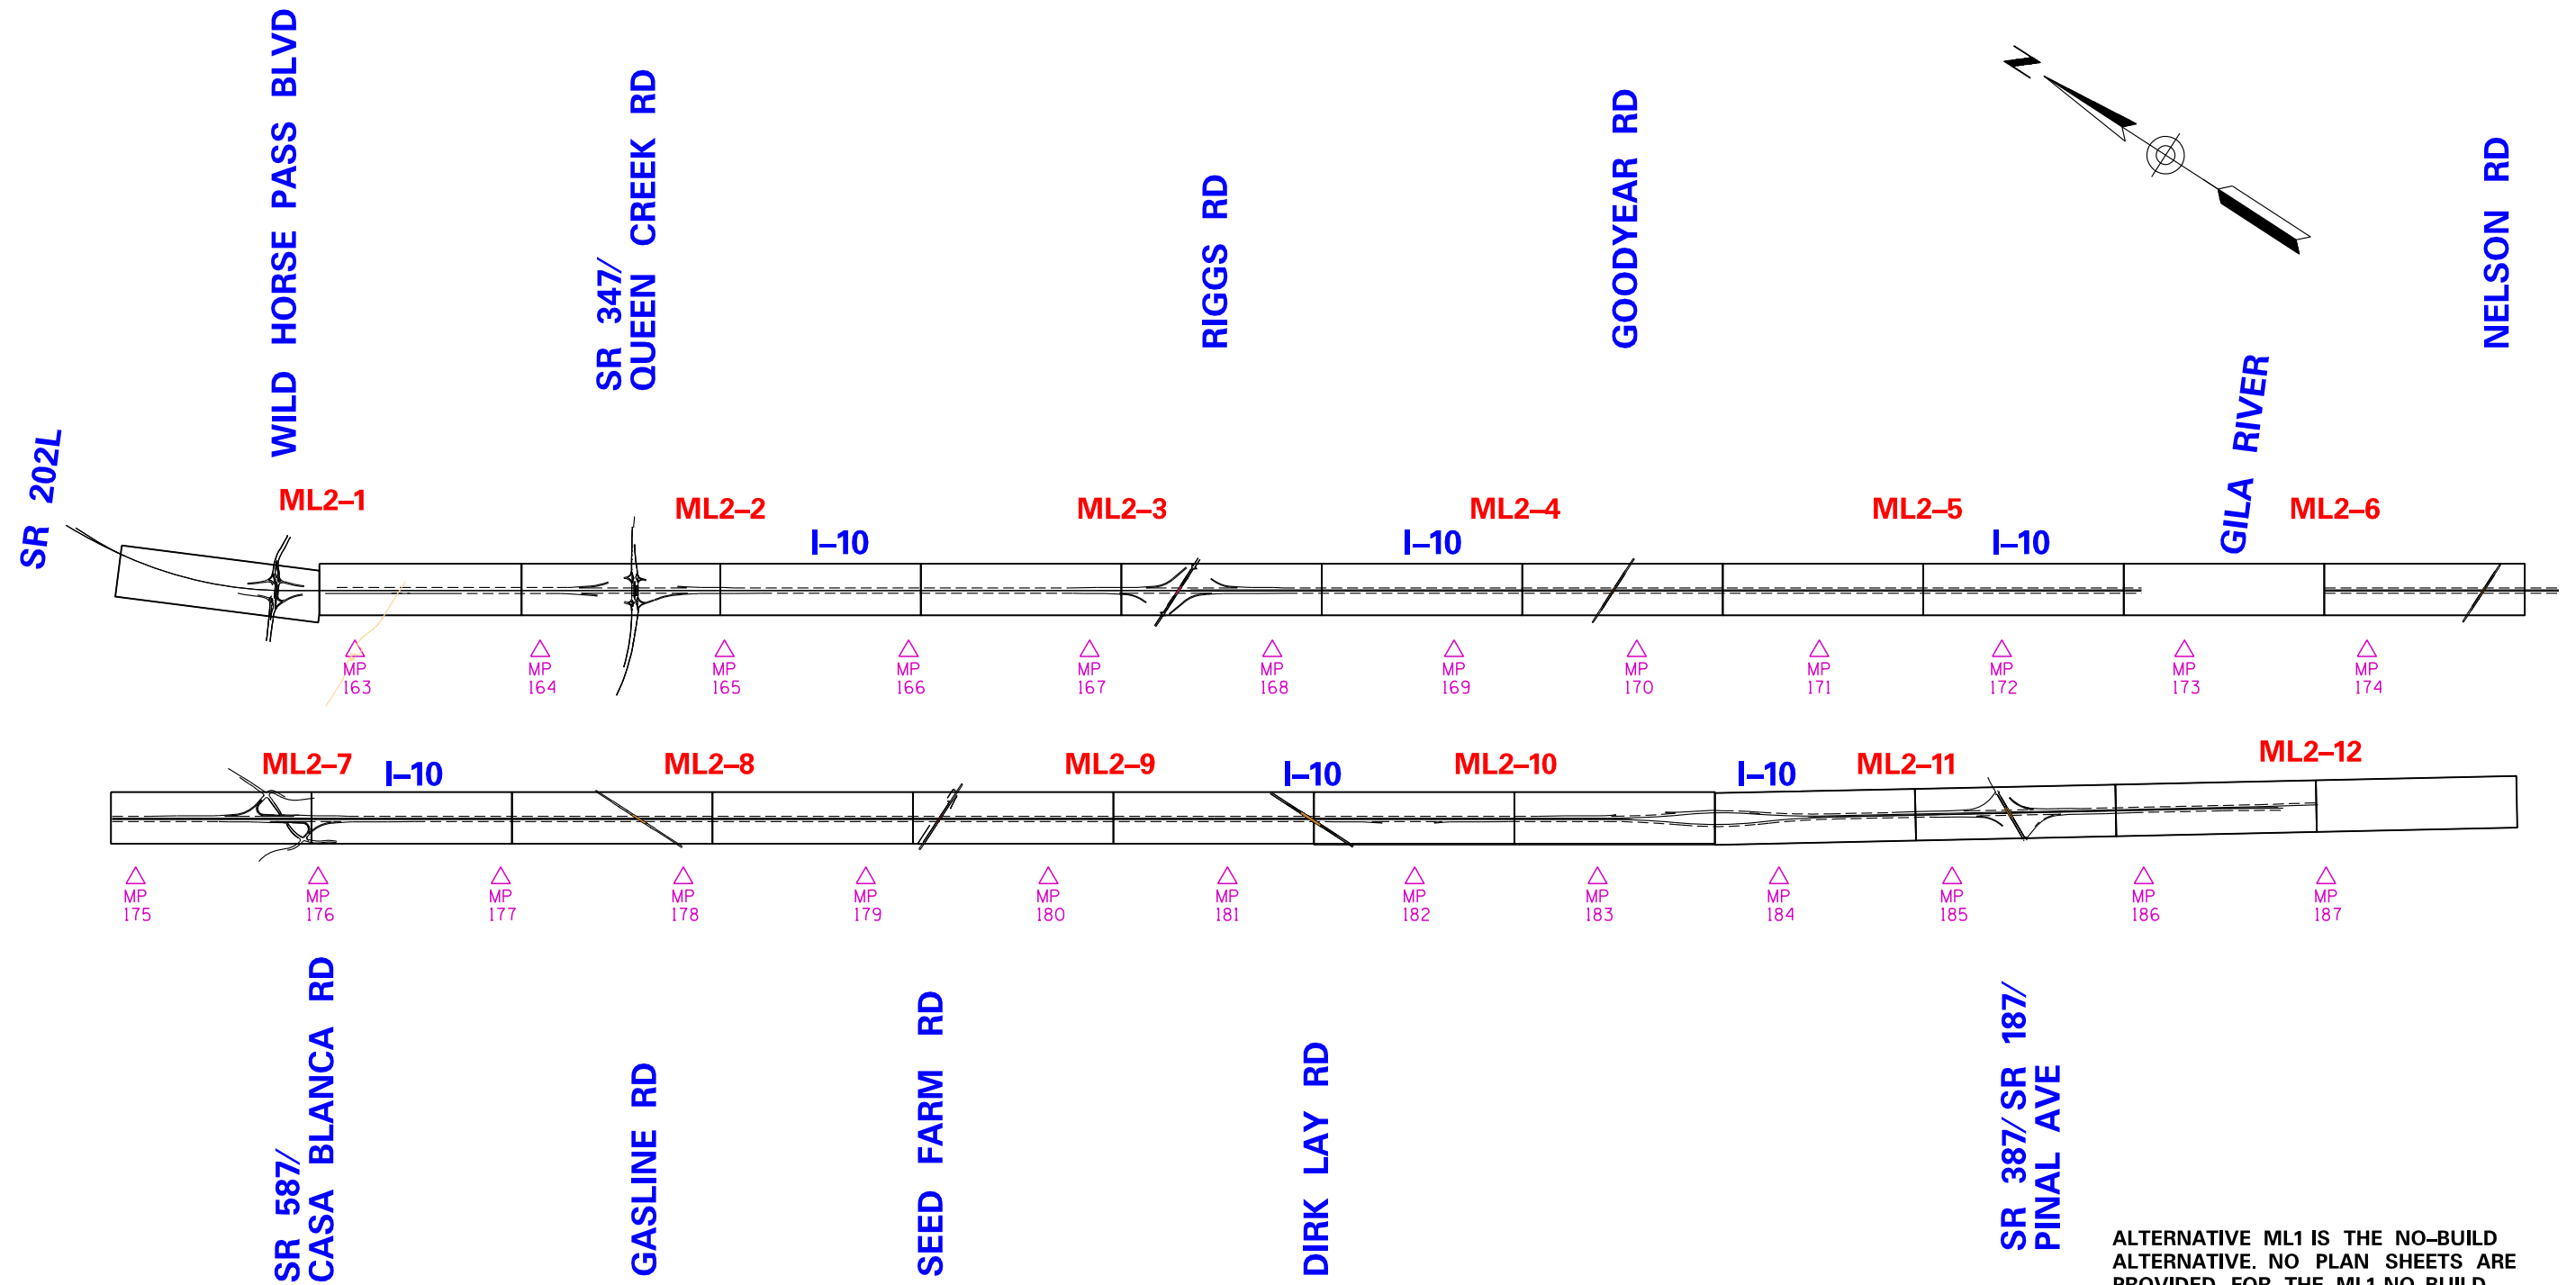 WILD HORSE PASS BLVD
SR 347/
QUEEN CREEK RD
RIGGS RD
GOODYEAR RD
N
NELSON RD
SR 202L
GILA RIVER
ML2–1
ML2–2
ML2–3
ML2–4
ML2–5
ML2–6
I–10
I–10
I–10
MP
163
MP
164
MP
165
MP
166
MP
167
MP
168
MP
169
MP
170
MP
171
MP
172
MP
173
MP
174
ML2–7
I–10
ML2–8
ML2–9
I–10
ML2–10
I–10
ML2–11
ML2–12
MP
175
MP
176
MP
177
MP
178
MP
179
MP
180
MP
181
MP
182
MP
183
MP
184
MP
185
MP
186
MP
187
SR 587/
CASA BLANCA RD
GASLINE RD
SEED FARM RD
DIRK LAY RD
SR 387/ SR 187/
PINAL AVE
ALTERNATIVE ML1 IS THE NO–BUILD
ALTERNATIVE. NO PLAN SHEETS ARE
PROVIDED FOR THE ML1 NO–BUILD